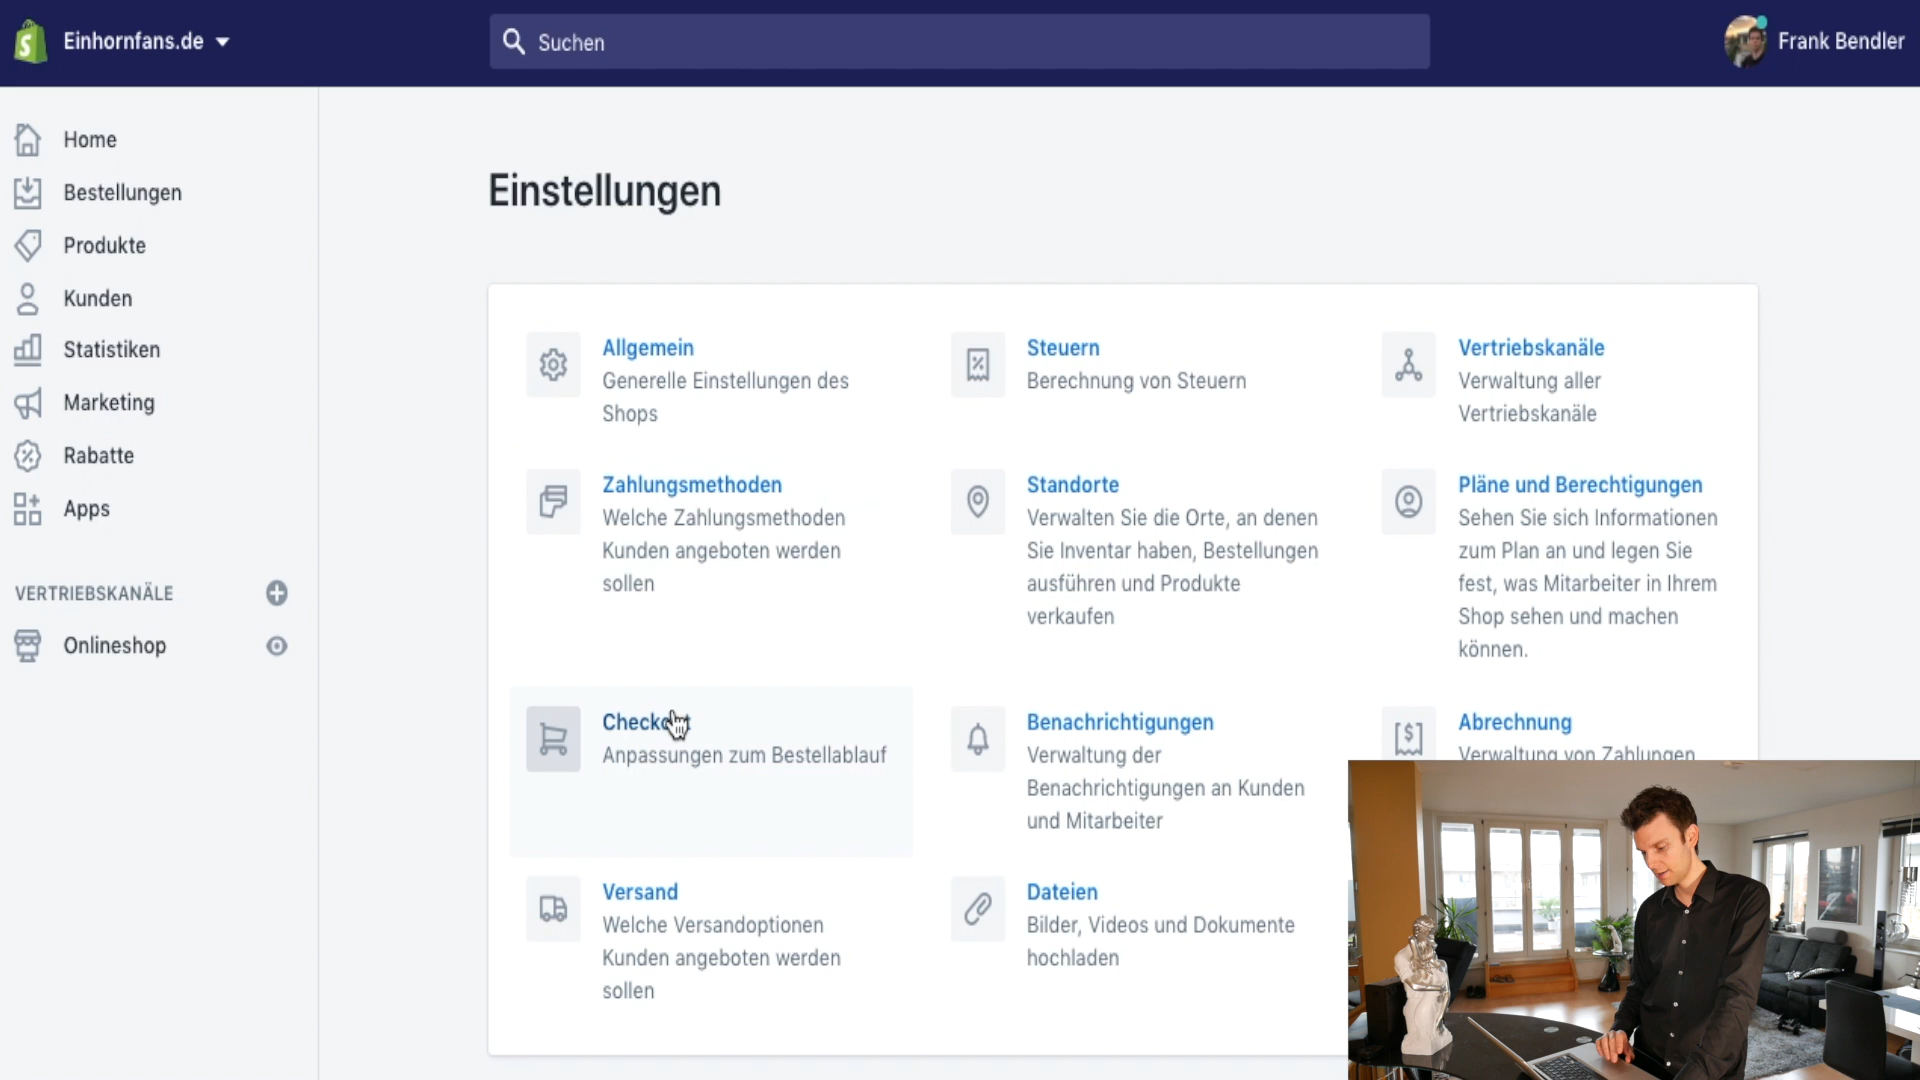 Einhornfans.de
Suchen
Frank Bendler
Home
Bestellungen
Produkte
Kunden
Statistiken
Marketing
Rabatte
Apps
VERTRIEBSKANÄLE
Onlineshop
Einstellungen
Allgemein
Generelle Einstellungen des
Shops
Steuern
Berechnung von Steuern
Vertriebskanäle
Verwaltung aller
Vertriebskanäle
Zahlungsmethoden
Welche Zahlungsmethoden
Kunden angeboten werden
sollen
Standorte
Verwalten Sie die Orte, an denen
Sie Inventar haben, Bestellungen
ausführen und Produkte
verkaufen
Pläne und Berechtigungen
Sehen Sie sich Informationen
zum Plan an und legen Sie
fest, was Mitarbeiter in Ihrem
Shop sehen und machen
können.
Checkout
Anpassungen zum Bestellablauf
Benachrichtigungen
Verwaltung der
Benachrichtigungen an Kunden
und Mitarbeiter
Abrechnung
Verwaltung von Zahlungen
Versand
Welche Versandoptionen
Kunden angeboten werden
sollen
Dateien
Bilder, Videos und Dokumente
hochladen